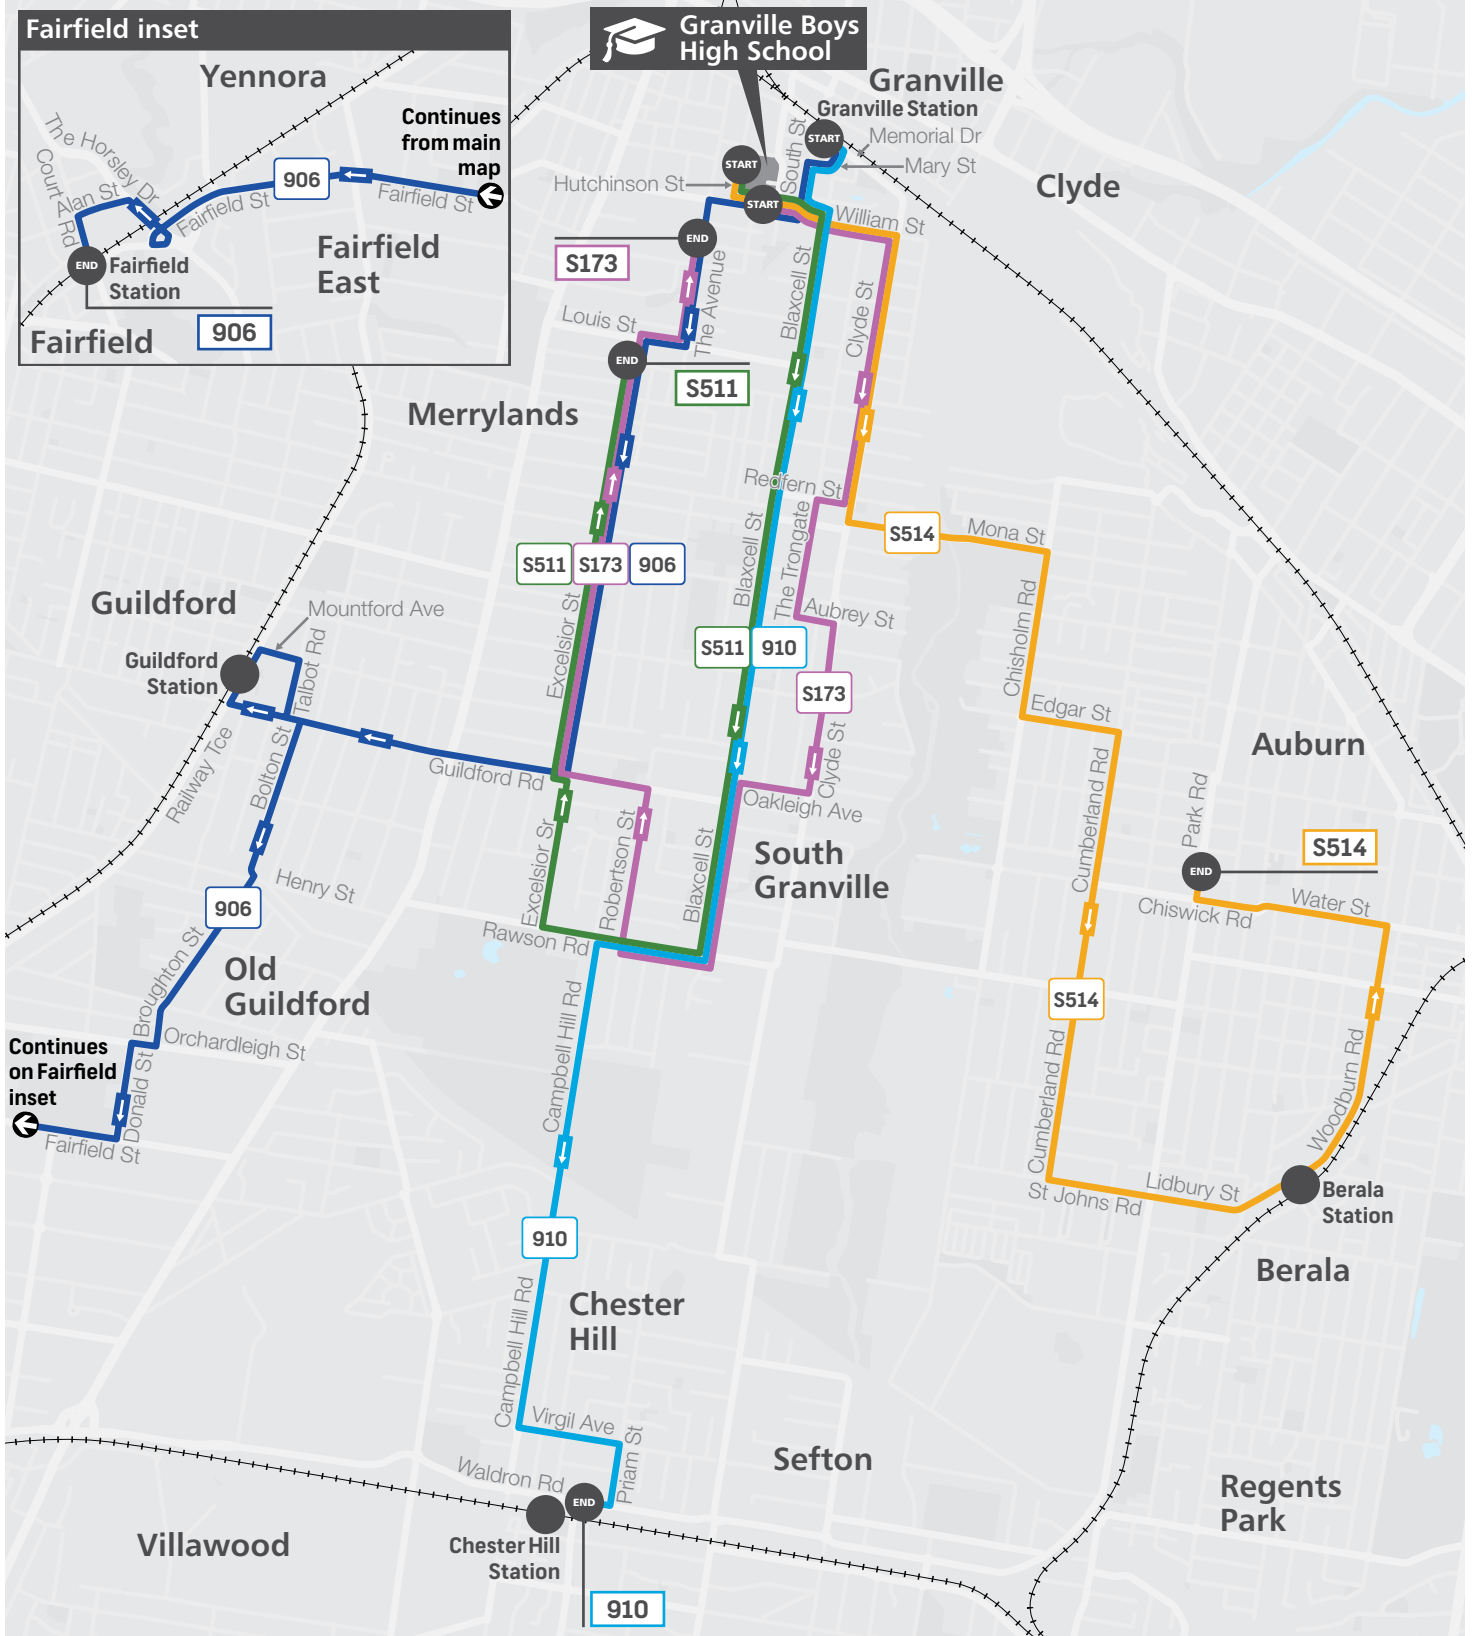 Fairfield inset
Yennora
The Horsley Dr
Court Rd
Alan St
Fairfield St
906
Fairfield St
Continues
from main
map
Fairfield
East
END
Fairfield
Station
Fairfield
906
Granville Boys
High School
Granville
Granville Station
START
Memorial Dr
Mary St
South St
START
Hutchinson St
START
William St
Clyde
END
S173
The Avenue
Louis St
END
S511
Blaxcell St
Clyde St
Merrylands
Redfern St
S514
Mona St
The Trongate
Blaxcell St
S511
S173
906
Chisholm Rd
Guildford
Mountford Ave
Excelsior St
Aubrey St
S511
910
Guildford
Station
Talbot Rd
S173
Edgar St
Railway Tce
Bolton St
Guildford Rd
Clyde St
Oakleigh Ave
Auburn
Cumberland Rd
Park Rd
Excelsior Sr
Robertson St
Blaxcell St
South
Granville
S514
END
Henry St
906
Chiswick Rd
Water St
Rawson Rd
Broughton St
Old
Guildford
Campbell Hill Rd
S514
Orchardleigh St
Continues
on Fairfield
inset
Donald St
Fairfield St
Cumberland Rd
Woodburn Rd
St Johns Rd
Lidbury St
Berala
Station
910
Berala
Chester
Hill
Campbell Hill Rd
Virgil Ave
Priam St
Sefton
Waldron Rd
END
Regents
Park
Villawood
Chester Hill
Station
910